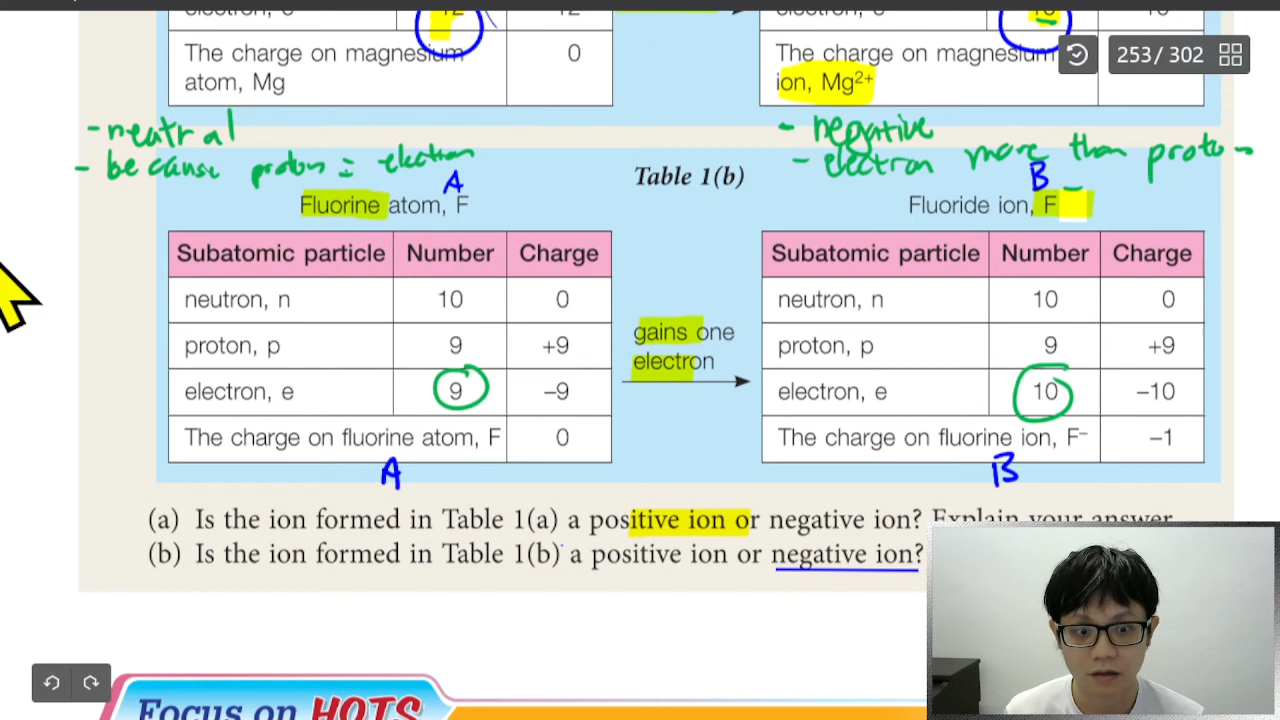 The charge on magnesium
atom, Mg
0
The charge on magnesium
ion, Mg2+
253 / 302
- neutral
- because proton = electron
- negative
- electron more than proton
Table 1(b)
A
Fluorine atom, F
B
Fluoride ion, F −
Subatomic particle Number Charge
neutron, n 10 0
proton, p 9 +9
electron, e 9 −9
The charge on fluorine atom, F 0
A
gains one
electron
Subatomic particle Number Charge
neutron, n 10 0
proton, p 9 +9
electron, e 10 −10
The charge on fluorine ion, F− −1
B
(a) Is the ion formed in Table 1(a) a positive ion or negative ion? Explain your answer
(b) Is the ion formed in Table 1(b) a positive ion or negative ion?
Focus on HOTS